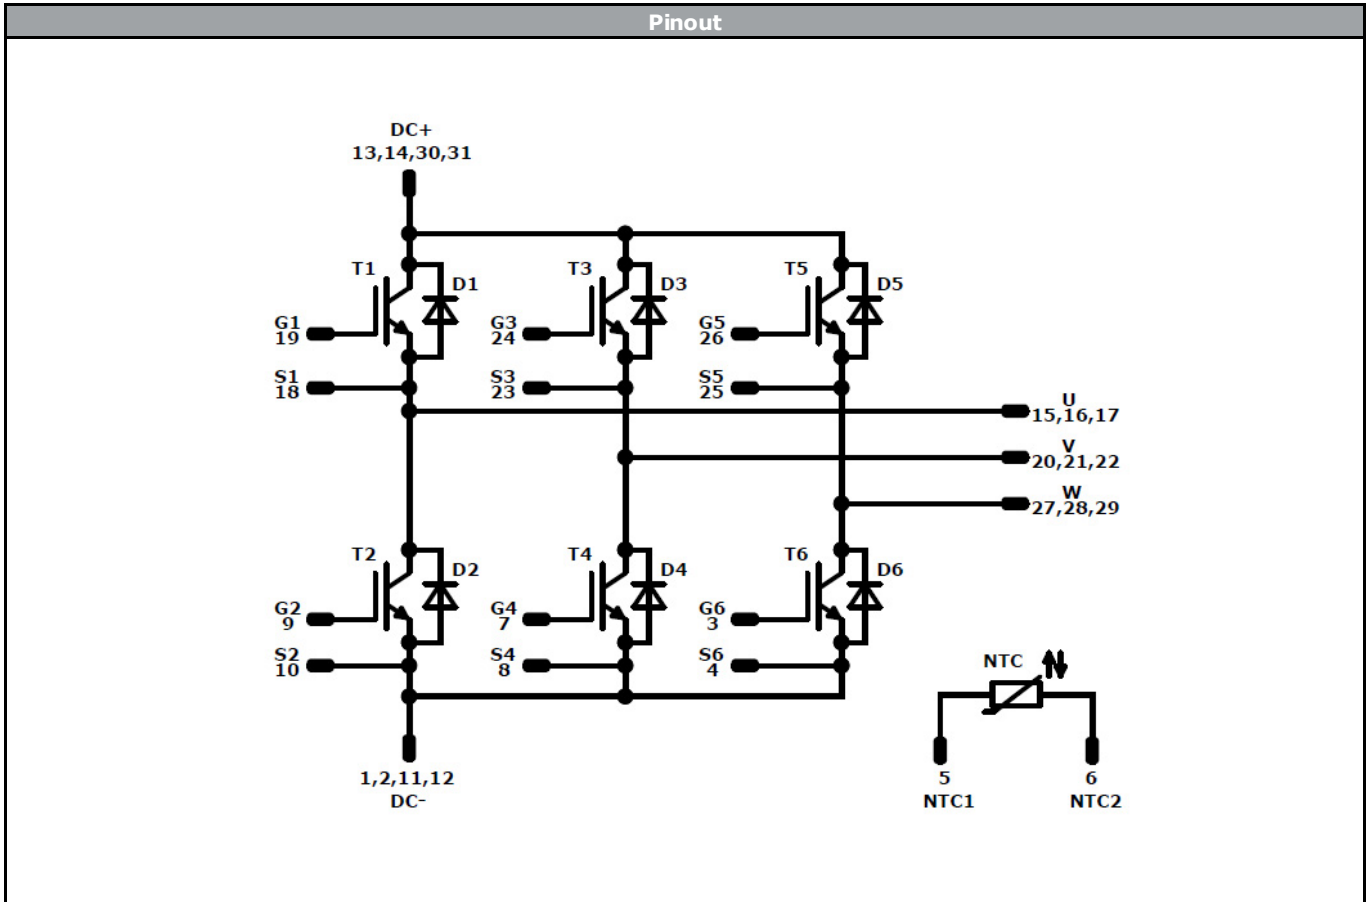 Pinout
DC+
13,14,30,31
T1
D1
T3
D3
T5
D5
G1
19
G3
24
G5
26
S1
18
S3
23
S5
25
U
15,16,17
V
20,21,22
W
27,28,29
T2
D2
T4
D4
T6
D6
G2
9
G4
7
G6
3
S2
10
S4
8
S6
4
NTC
1,2,11,12
DC-
5
NTC1
6
NTC2